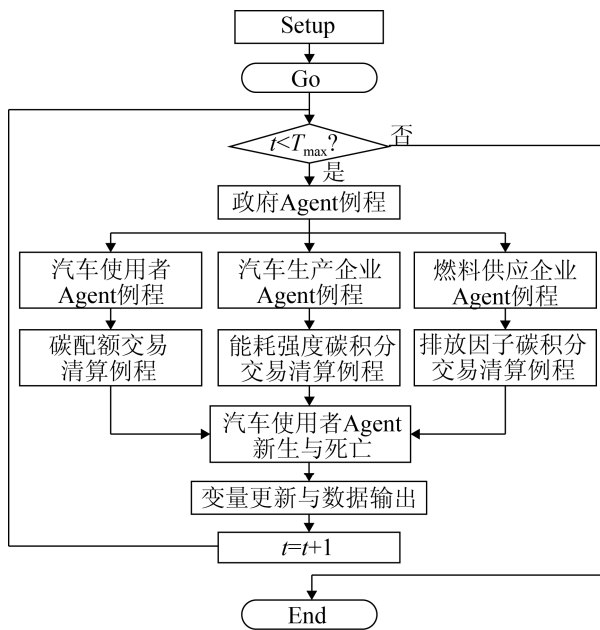 Setup
Go
t<Tmax?
否
是
政府Agent例程
汽车使用者
Agent例程
汽车生产企业
Agent例程
燃料供应企业
Agent例程
碳配额交易
清算例程
能耗强度碳积分
交易清算例程
排放因子碳积分
交易清算例程
汽车使用者Agent
新生与死亡
变量更新与数据输出
t=t+1
End